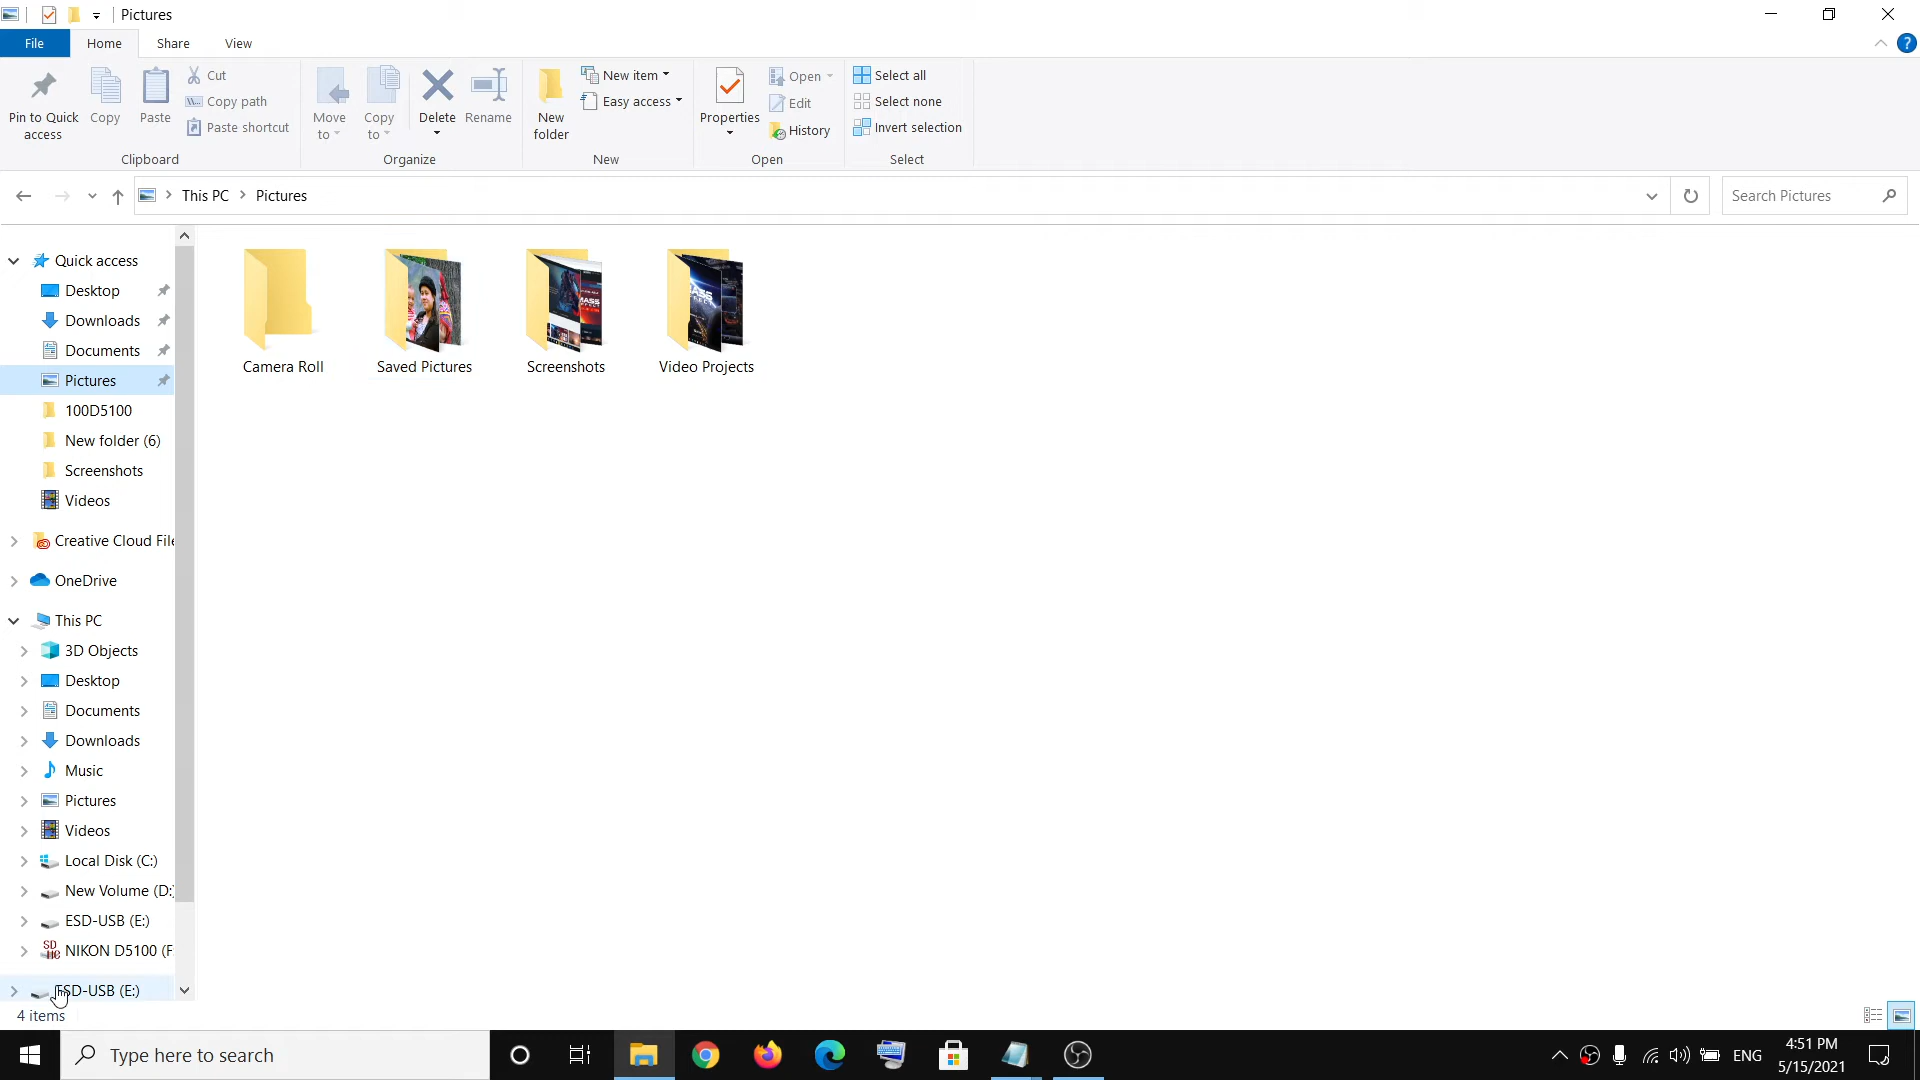 Pictures
File Home Share View
Pin to Quick access
Copy
Paste
Cut
Copy path
Paste shortcut
Clipboard
Move to
Copy to
Delete
Rename
Organize
New folder
New item
Easy access
New
Properties
Open
Edit
History
Open
Select all
Select none
Invert selection
Select
This PC Pictures
Search Pictures
Quick access
Desktop
Downloads
Documents
Pictures
100D5100
New folder (6)
Screenshots
Videos
Creative Cloud File
OneDrive
This PC
3D Objects
Desktop
Documents
Downloads
Music
Pictures
Videos
Local Disk (C:)
New Volume (D:)
ESD-USB (E:)
NIKON D5100 (F
ESD-USB (E:)
Camera Roll
Saved Pictures
Screenshots
Video Projects
4 items
Type here to search
ENG
4:51 PM
5/15/2021